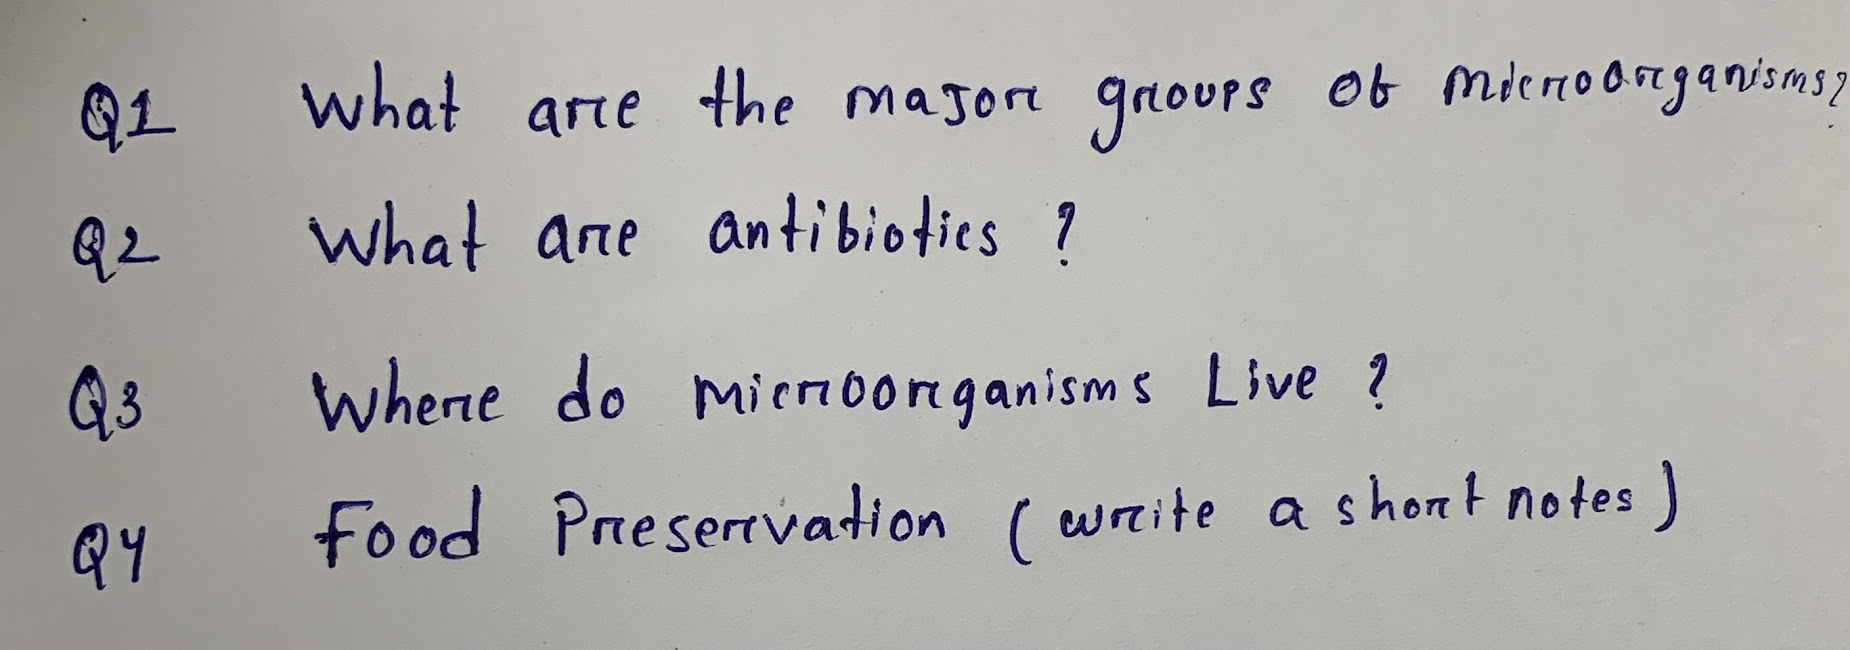 Q1 What are the major groups of microorganisms?
Q2 What are antibiotics ?
Q3 Where do microorganisms Live ?
Q4 Food Preservation ( write a short notes )